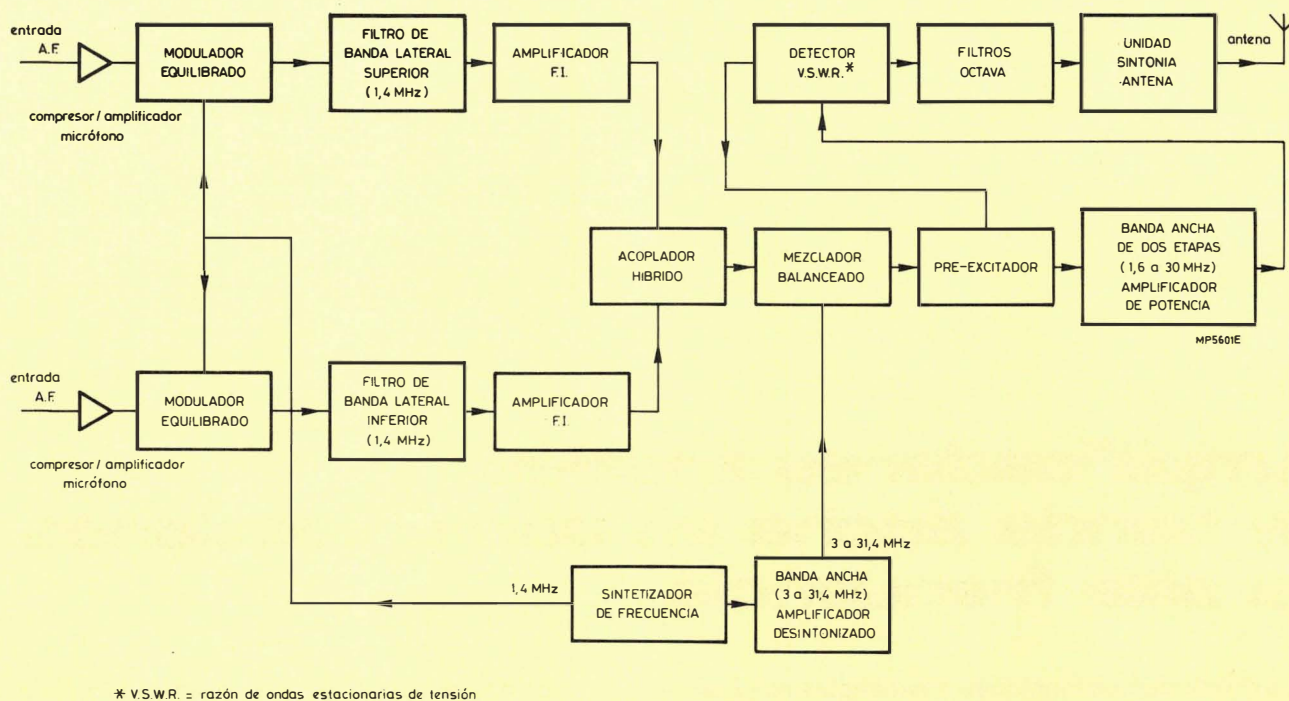 entrada
A.F.
MODULADOR
EQUILIBRADO
FILTRO DE
BANDA LATERAL
SUPERIOR
(1,4 MHz)
AMPLIFICADOR
F.I.
compresor/amplificador
micrófono
DETECTOR
V.S.W.R.*
FILTROS
OCTAVA
UNIDAD
SINTONIA
ANTENA
antena
ACOPLADOR
HIBRIDO
MEZCLADOR
BALANCEADO
PRE-EXCITADOR
BANDA ANCHA
DE DOS ETAPAS
(1,6 a 30 MHz)
AMPLIFICADOR
DE POTENCIA
MP5601E
entrada
A.F.
MODULADOR
EQUILIBRADO
FILTRO DE
BANDA LATERAL
INFERIOR
(1,4 MHz)
AMPLIFICADOR
F.I.
compresor/amplificador
micrófono
3 a 31,4 MHz
1,4 MHz
SINTETIZADOR
DE FRECUENCIA
BANDA ANCHA
(3 a 31,4 MHz)
AMPLIFICADOR
DESINTONIZADO
* V.S.W.R. = razón de ondas estacionarias de tensión